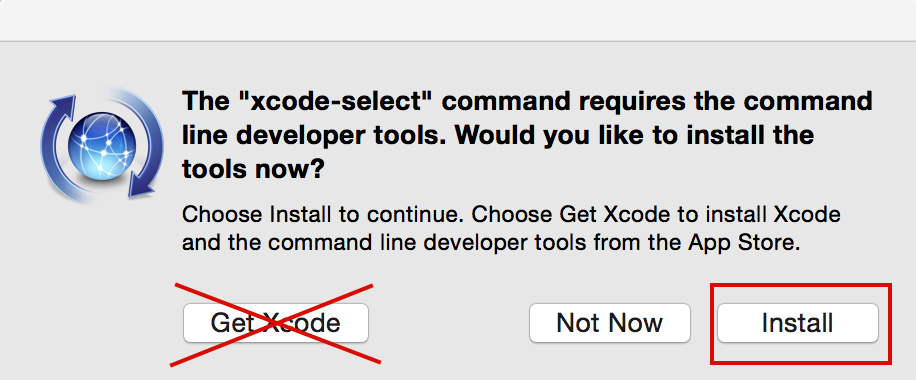 The "xcode-select" command requires the command
line developer tools. Would you like to install the
tools now?
Choose Install to continue. Choose Get Xcode to install Xcode
and the command line developer tools from the App Store.
Get Xcode
Not Now
Install